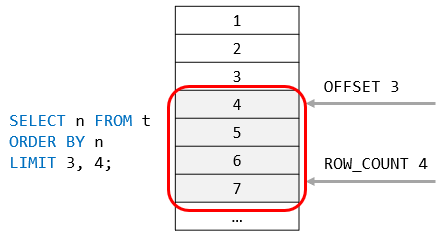 SELECT n FROM t
ORDER BY n
LIMIT 3, 4;
1
2
3
4
5
6
7
...
OFFSET 3
ROW_COUNT 4